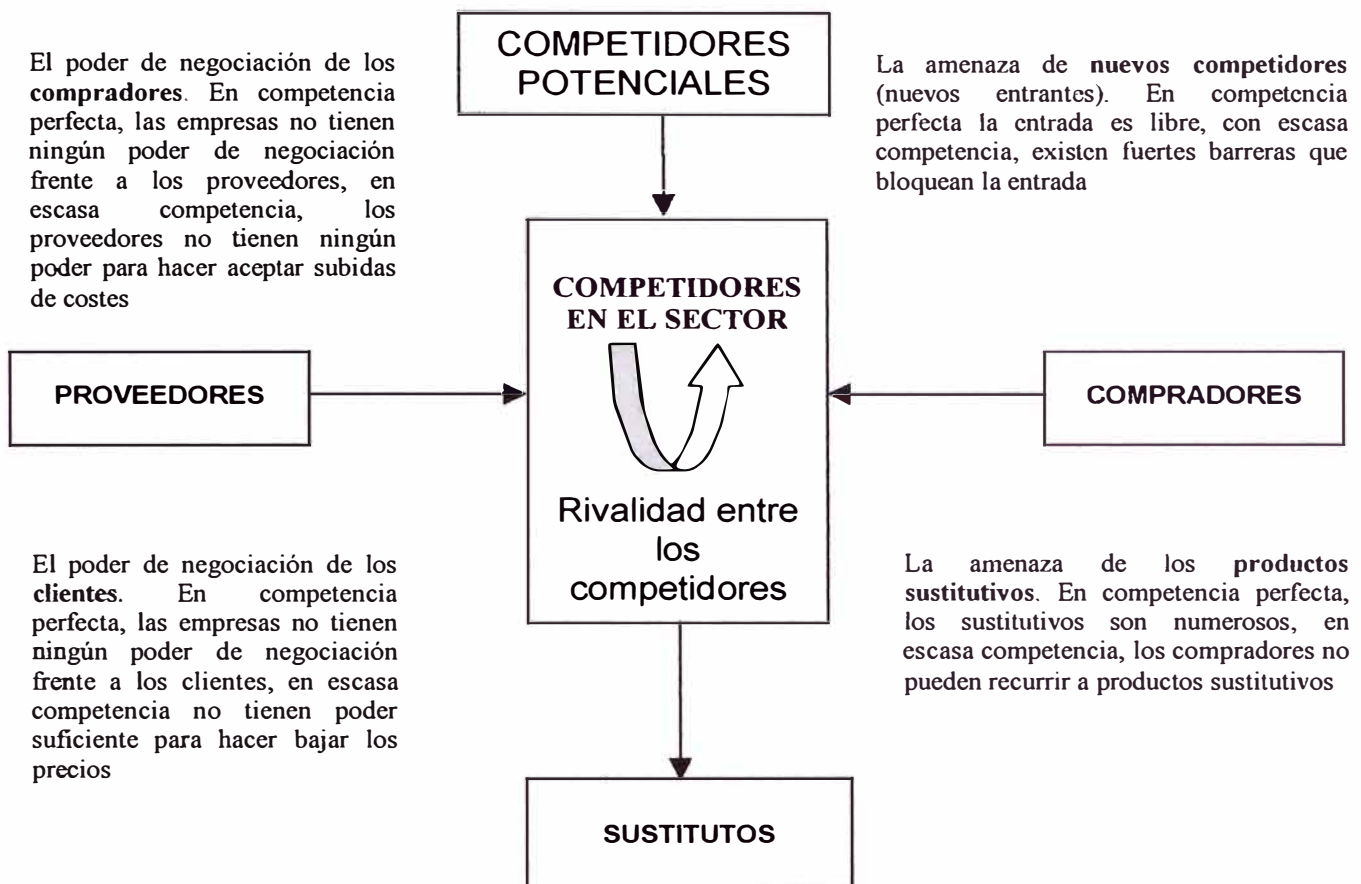 COMPETIDORES
POTENCIALES
El poder de negociación de los
compradores. En competencia
perfecta, las empresas no tienen
ningún poder de negociación
frente a los proveedores, en
escasa competencia, los
proveedores no tienen ningún
poder para hacer aceptar subidas
de costes
La amenaza de nuevos competidores
(nuevos entrantes). En competencia
perfecta la entrada es libre, con escasa
competencia, existen fuertes barreras que
bloquean la entrada
COMPETIDORES
EN EL SECTOR
PROVEEDORES
COMPRADORES
Rivalidad entre
los
competidores
El poder de negociación de los
clientes. En competencia
perfecta, las empresas no tienen
ningún poder de negociación
frente a los clientes, en escasa
competencia no tienen poder
suficiente para hacer bajar los
precios
La amenaza de los productos
sustitutivos. En competencia perfecta,
los sustitutivos son numerosos, en
escasa competencia, los compradores no
pueden recurrir a productos sustitutivos
SUSTITUTOS